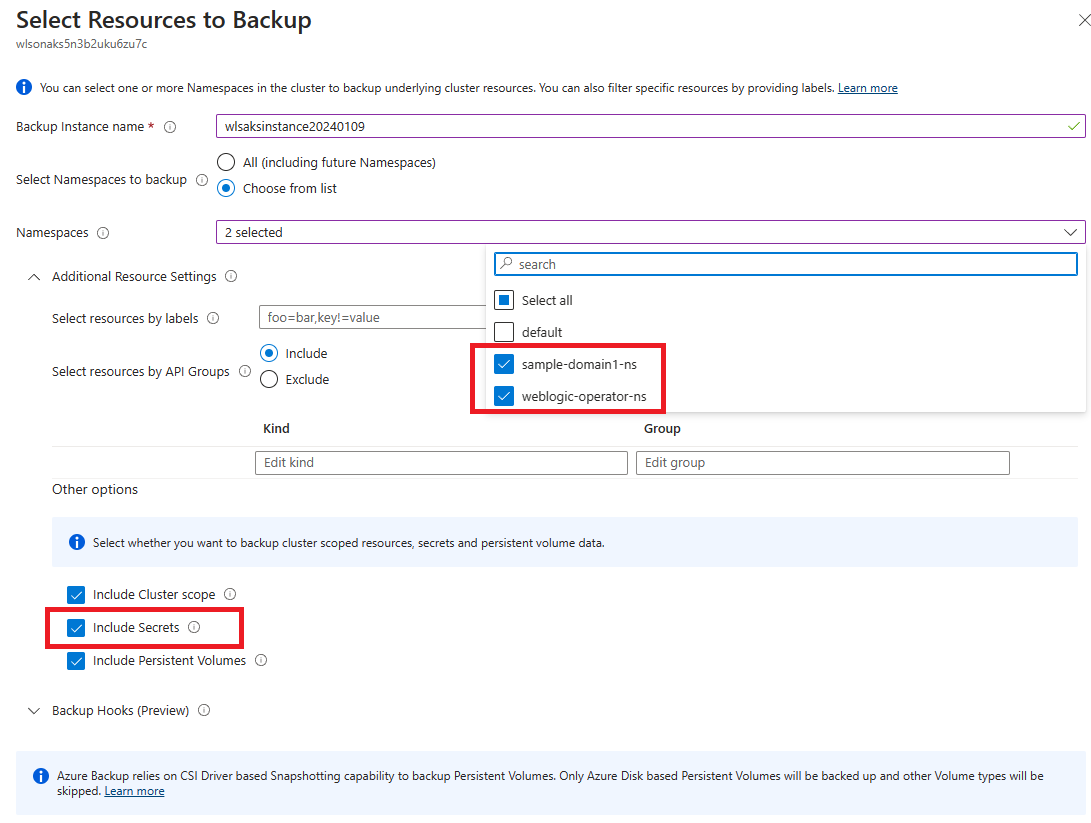 Select Resources to Backup
wlsonaks5n3b2uku6zu7c
You can select one or more Namespaces in the cluster to backup underlying cluster resources. You can also filter specific resources by providing labels. Learn more
Backup Instance name *
wlsaksinstance20240109
Select Namespaces to backup
All (including future Namespaces)
Choose from list
Namespaces
2 selected
search
Select all
default
sample-domain1-ns
weblogic-operator-ns
Additional Resource Settings
Select resources by labels
foo=bar,key!=value
Select resources by API Groups
Include
Exclude
Kind Group
Edit kind Edit group
Other options
Select whether you want to backup cluster scoped resources, secrets and persistent volume data.
Include Cluster scope
Include Secrets
Include Persistent Volumes
Backup Hooks (Preview)
Azure Backup relies on CSI Driver based Snapshotting capability to backup Persistent Volumes. Only Azure Disk based Persistent Volumes will be backed up and other Volume types will be
skipped. Learn more